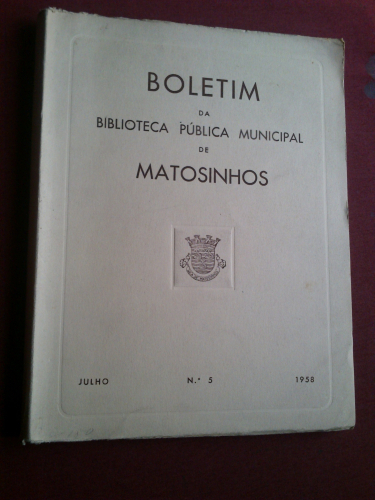 BOLETIM
DA
BIBLIOTECA PÚBLICA MUNICIPAL
DE
MATOSINHOS
JULHO N.º 5 1958